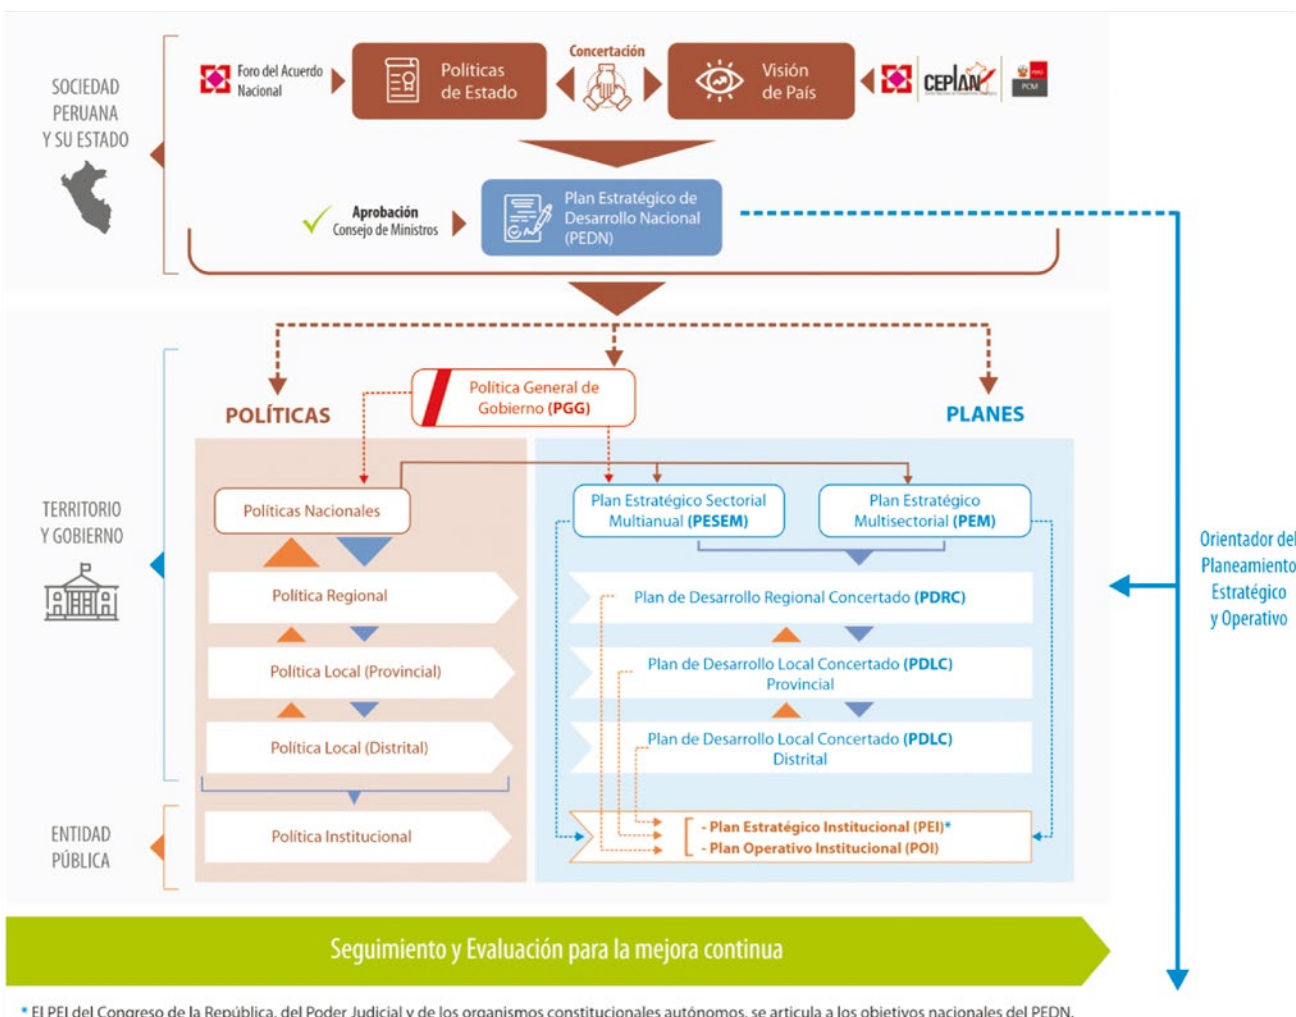 SOCIEDAD
PERUANA
Y SU ESTADO
Foro del Acuerdo
Nacional
Políticas
de Estado
Concertación
Visión
de País
CEPLAN
PERÚ
PCM
Aprobación
Consejo de Ministros
Plan Estratégico de
Desarrollo Nacional
(PEDN)
Política General de
Gobierno (PGG)
POLÍTICAS
PLANES
TERRITORIO
Y GOBIERNO
Políticas Nacionales
Plan Estratégico Sectorial
Multianual (PESEM)
Plan Estratégico
Multisectorial (PEM)
Política Regional
Plan de Desarrollo Regional Concertado (PDRC)
Política Local (Provincial)
Plan de Desarrollo Local Concertado (PDLC)
Provincial
Política Local (Distrital)
Plan de Desarrollo Local Concertado (PDLC)
Distrital
Orientador del
Planeamiento
Estratégico
y Operativo
ENTIDAD
PÚBLICA
Política Institucional
- Plan Estratégico Institucional (PEI)*
- Plan Operativo Institucional (POI)
Seguimiento y Evaluación para la mejora continua
* El PEI del Congreso de la República, del Poder Judicial y de los organismos constitucionales autónomos, se articula a los objetivos nacionales del PEDN.